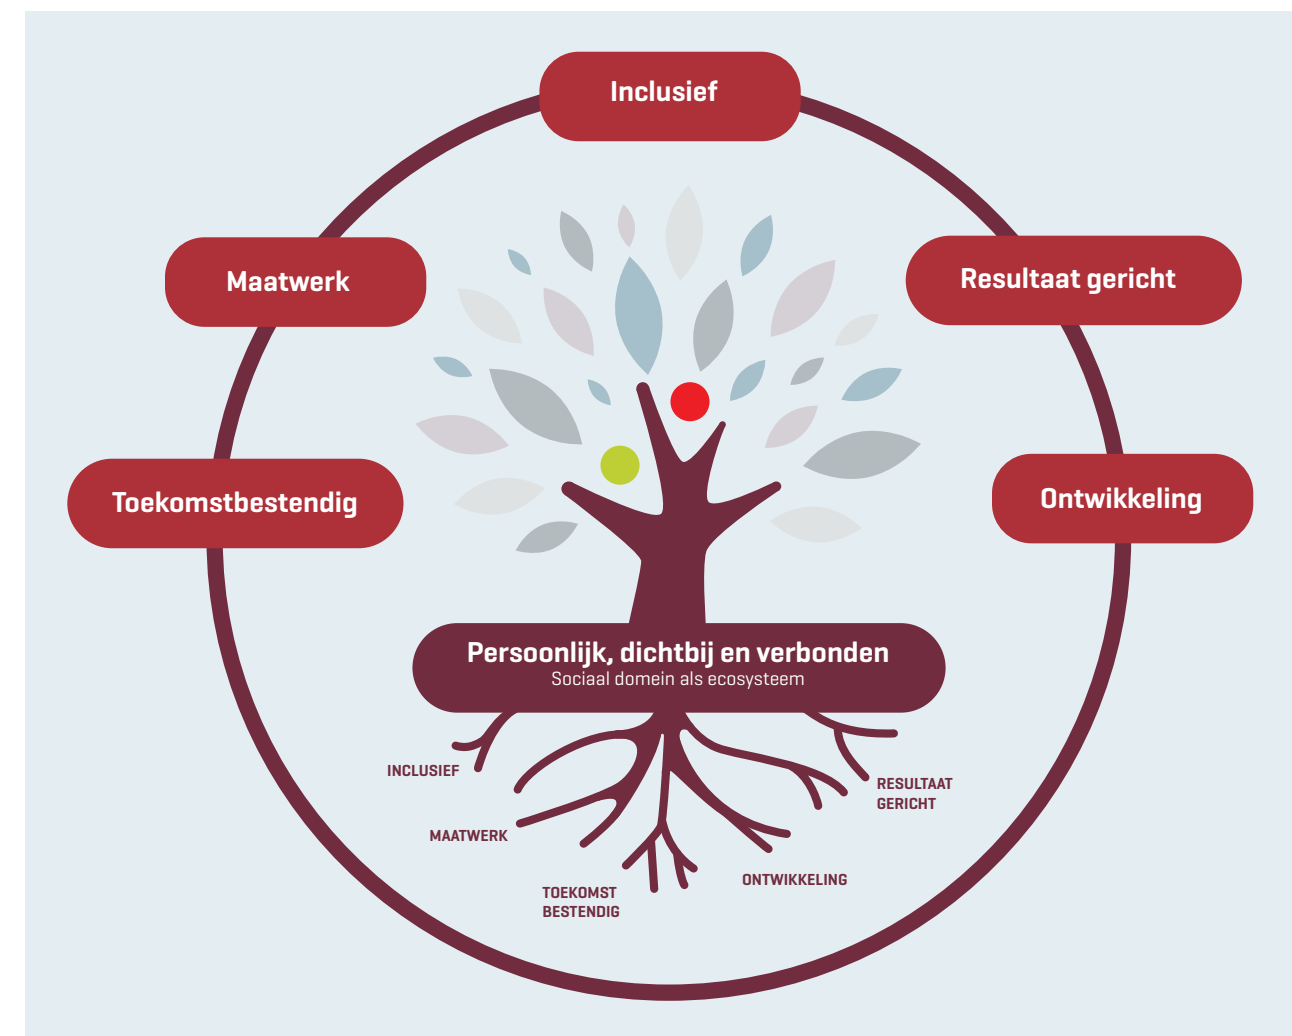 Inclusief
Maatwerk
Resultaat gericht
Toekomstbestendig
Ontwikkeling
Persoonlijk, dichtbij en verbonden
Sociaal domein als ecosysteem
INCLUSIEF
RESULTAAT
GERICHT
MAATWERK
ONTWIKKELING
TOEKOMST
BESTENDIG